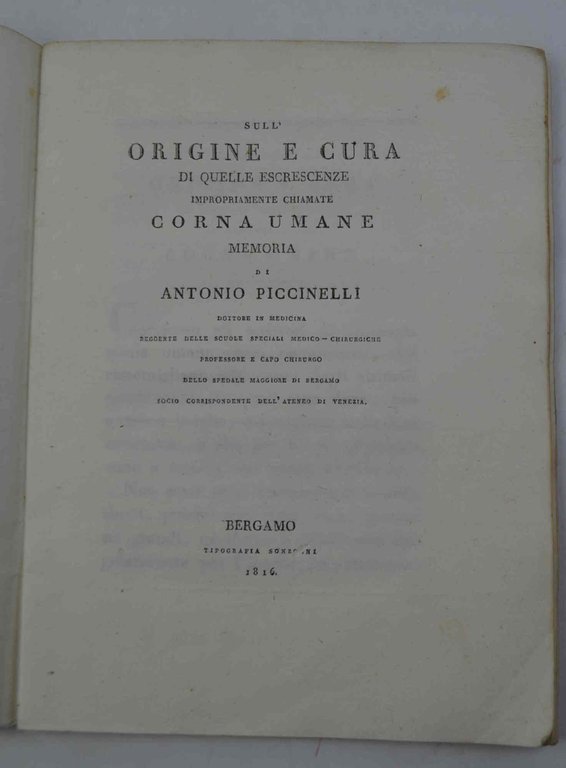 SULL'
ORIGINE E CURA
DI QUELLE ESCRESCENZE
IMPROPRIAMENTE CHIAMATE
CORNA UMANE
MEMORIA
DI
ANTONIO PICCINELLI
DOTTORE IN MEDICINA
REGGENTE DELLE SCUOLE SPECIALI MEDICO-CHIRURGICHE
PROFESSORE E CAPO CHIRURGO
DELLO SPEDALE MAGGIORE DI BERGAMO
SOCIO CORRISPONDENTE DELL'ATENEO DI VENEZIA.
BERGAMO
TIPOGRAFIA
1816.